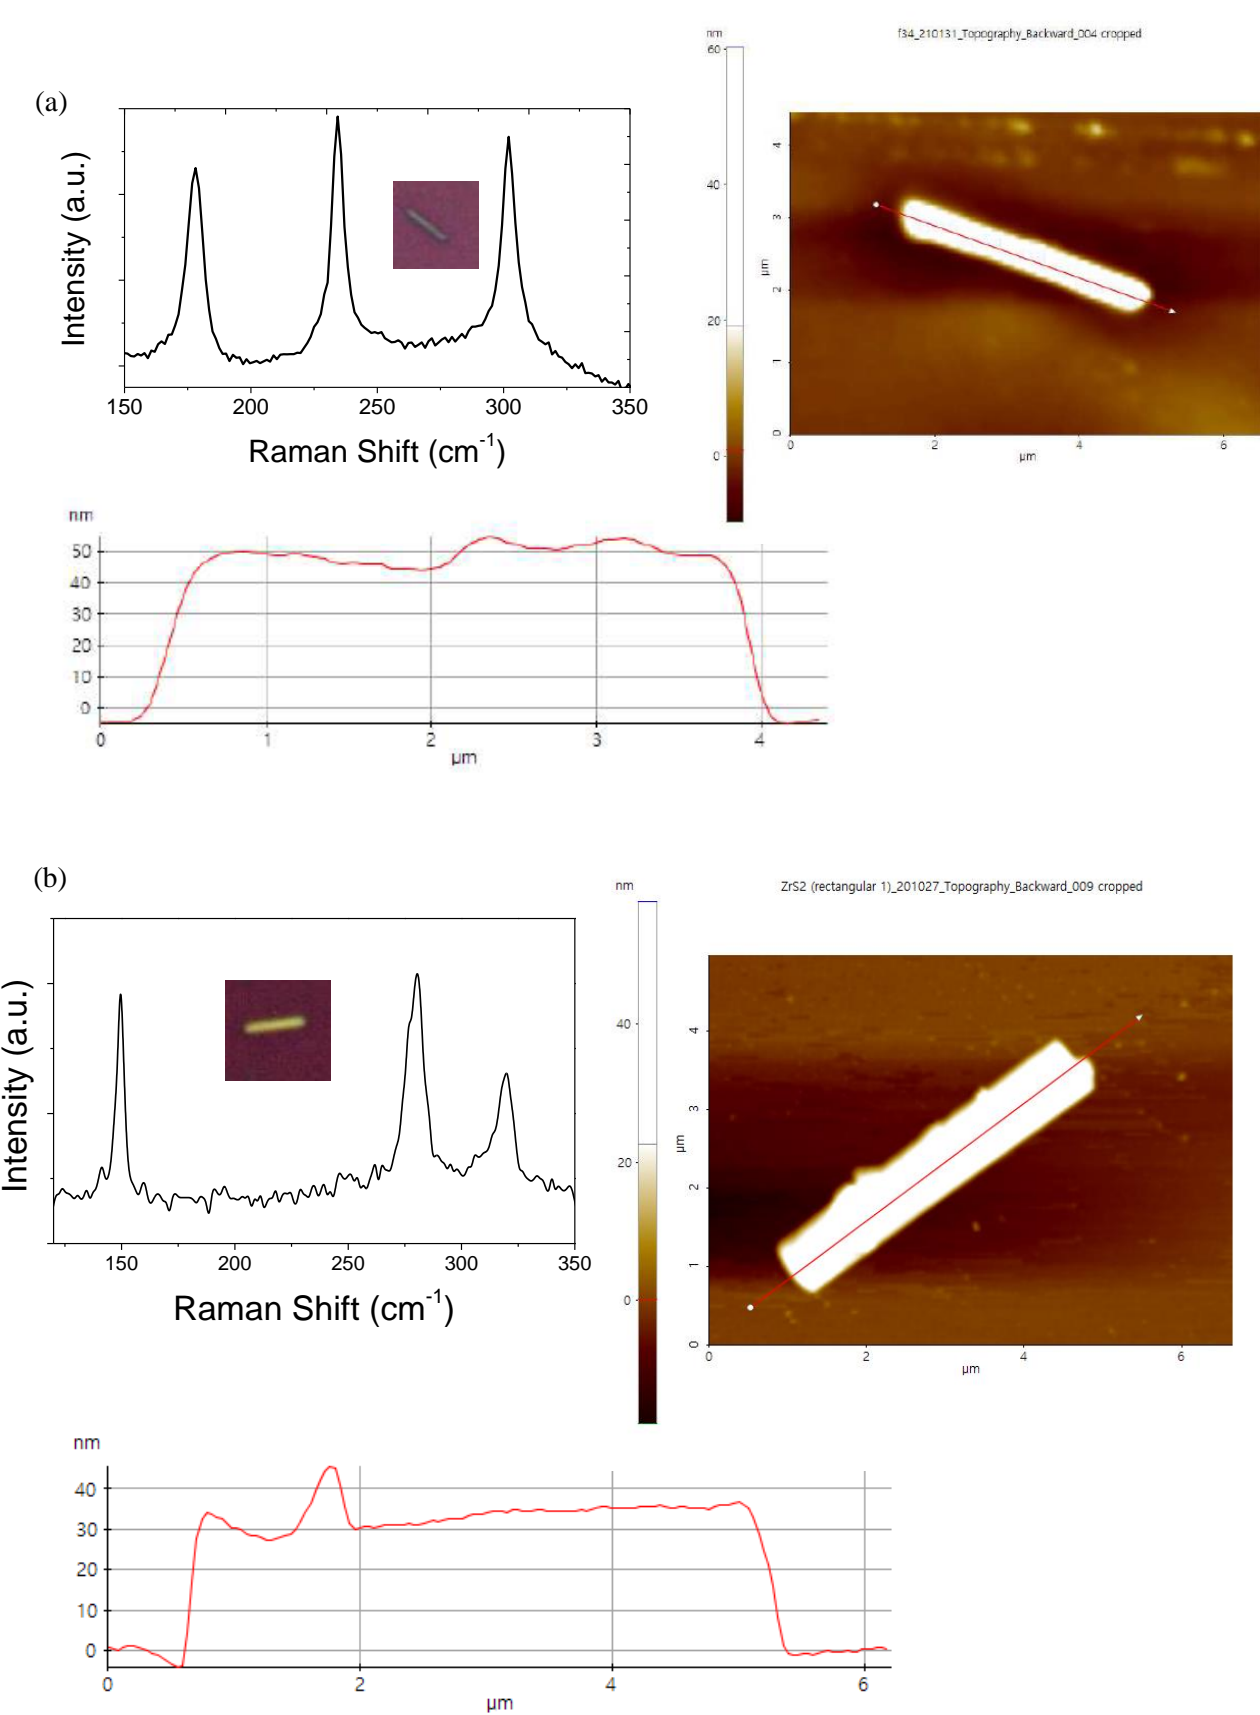 (a)
Intensity (a.u.)
150 200 250 300 350
Raman Shift (cm-1)
nm
60
40
20
0
f34_210131_Topography_Backward_004 cropped
µm
4
3
2
1
0
0 2 4 6
µm
nm
50
40
30
20
10
0
0 1 2 3 4
µm
(b)
Intensity (a.u.)
150 200 250 300 350
Raman Shift (cm-1)
nm
40
20
0
ZrS2 (rectangular 1)_201027_Topography_Backward_009 cropped
µm
4
3
2
1
0
0 2 4 6
µm
nm
40
30
20
10
0
0 2 4 6
µm